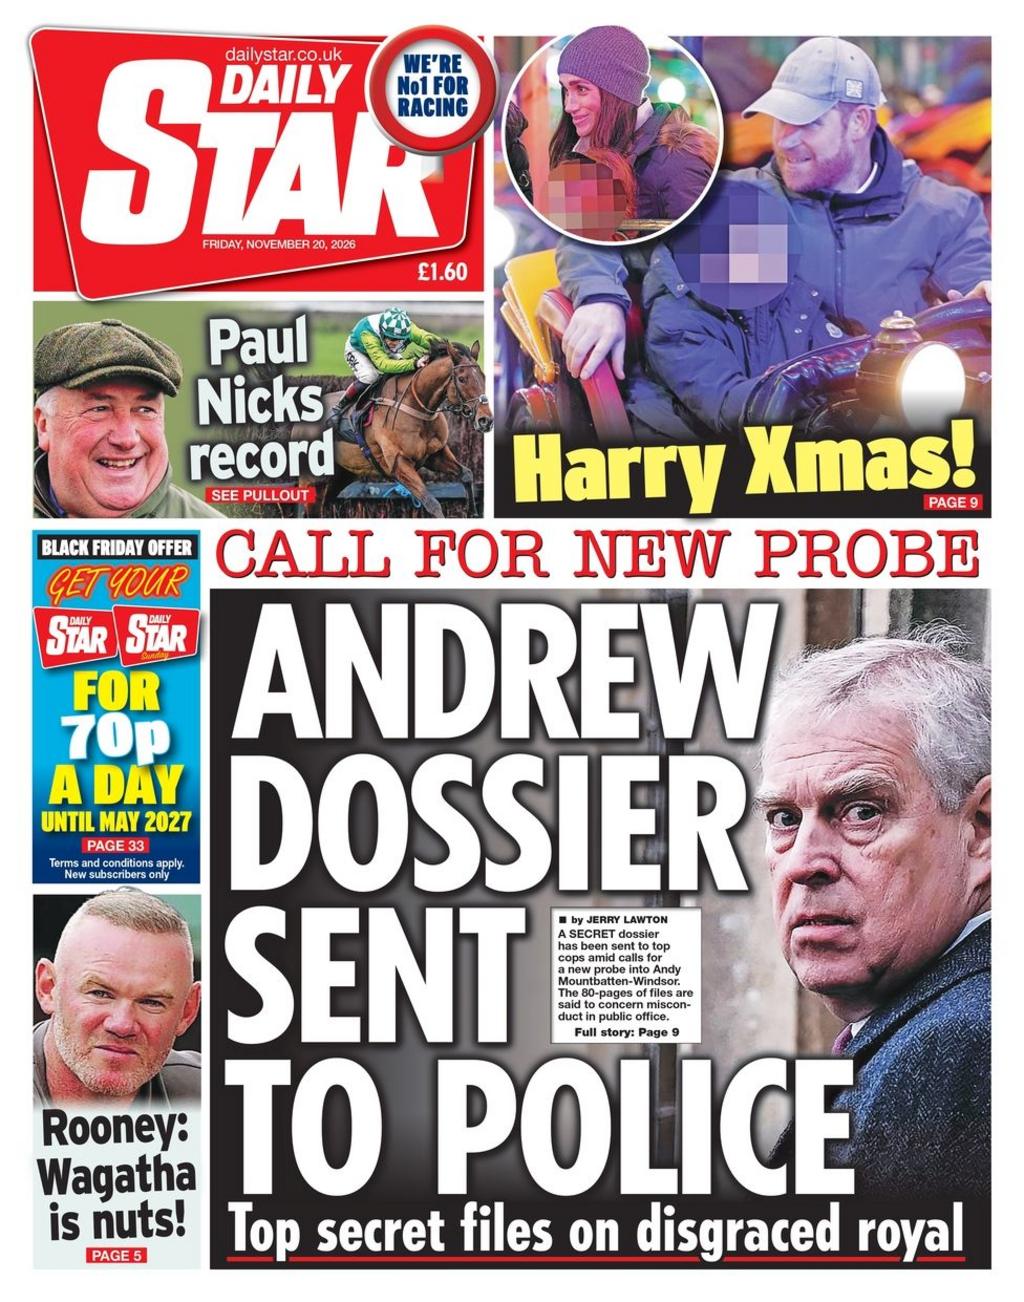 dailystar.co.uk
DAILY
STAR
FRIDAY, NOVEMBER 20, 2026
£1.60
WE'RE
No1 FOR
RACING
Paul
Nicks
record
SEE PULLOUT
Harry Xmas!
PAGE 9
BLACK FRIDAY OFFER
GET YOUR
DAILY
STAR
DAILY
STAR
Sunday
FOR
70p
A DAY
UNTIL MAY 2027
PAGE 33
Terms and conditions apply.
New subscribers only
Rooney:
Wagatha
is nuts!
PAGE 5
CALL FOR NEW PROBE
ANDREW
DOSSIER
SENT
TO POLICE
■ by JERRY LAWTON
A SECRET dossier
has been sent to top
cops amid calls for
a new probe into Andy
Mountbatten-Windsor.
The 80-pages of files are
said to concern miscon-
duct in public office.
Full story: Page 9
Top secret files on disgraced royal